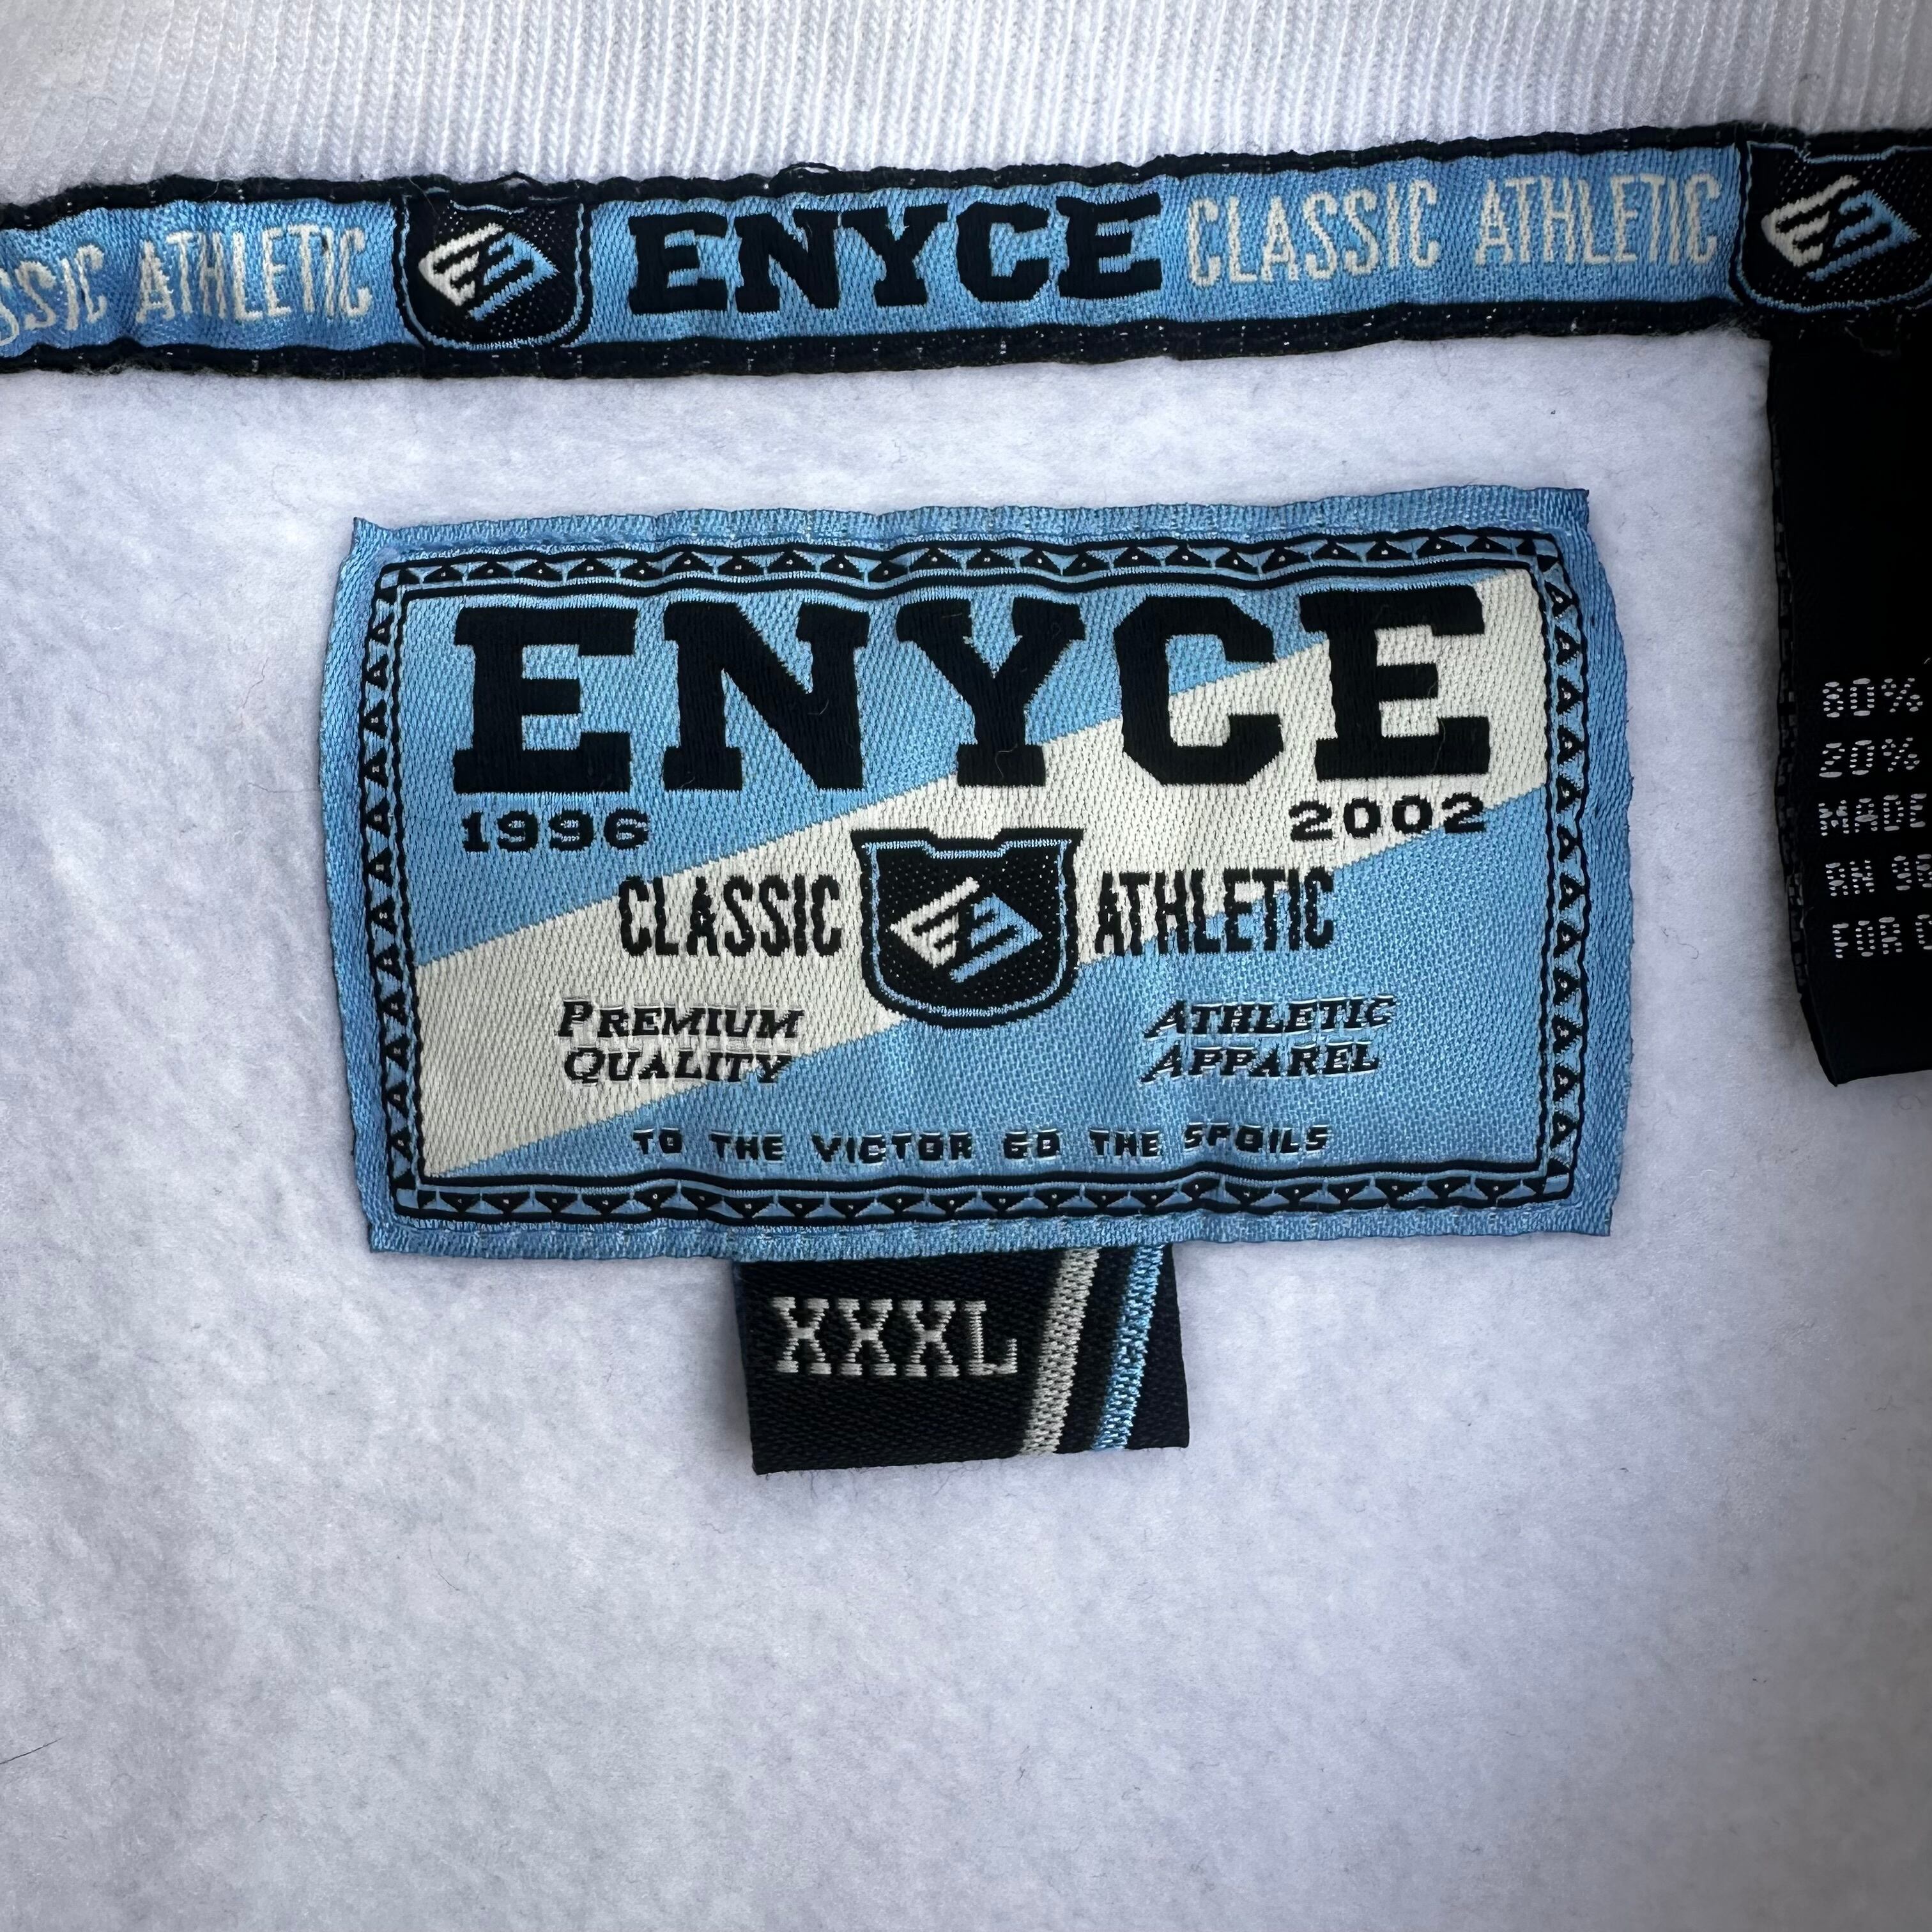 SSIC ATHLETIC ENYCE CLASSIC ATHLETIC
ENYCE
1996 2002
CLASSIC ATHLETIC
PREMIUM
QUALITY
ATHLETIC
APPAREL
TO THE VICTOR GO THE SPOILS
XXXL
80%
20%